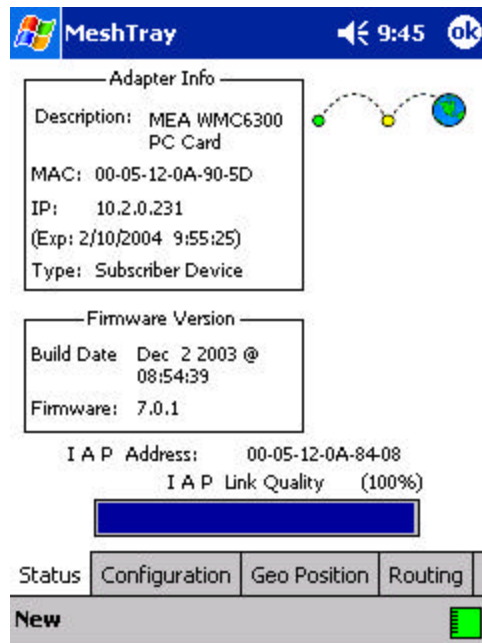 MeshTray 9:45 ok
Adapter Info
Description: MEA WMC6300
PC Card
MAC: 00-05-12-0A-90-5D
IP: 10.2.0.231
(Exp: 2/10/2004 9:55:25)
Type: Subscriber Device
Firmware Version
Build Date Dec 2 2003 @
08:54:39
Firmware: 7.0.1
I A P Address: 00-05-12-0A-84-08
I A P Link Quality (100%)
Status Configuration Geo Position Routing
New